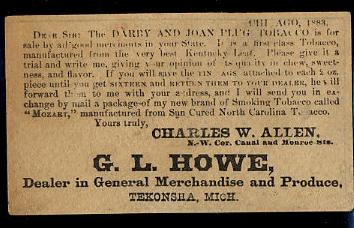 CHICAGO, 1883.
DEAR SIR: The DARBY AND JOAN PLUG TOBACCO is for
sale by all good merchants in your State. It is a first class Tobacco,
manufactured from the very best Kentucky Leaf. Please give it a
trial and write me, giving your opinion of its quality in chew, sweet-
ness, and flavor. If you will save the TIN TAGS attached to each 2 oz.
piece until you get SIXTEEN and RETURN THEM TO YOUR DEALER, he will
forward them to me with your address, and I will send you in ex-
change by mail a package of my new brand of Smoking Tobacco called
"MOZART," manufactured from Sun Cured North Carolina Tobacco.
Yours truly,
CHARLES W. ALLEN,
N.-W. Cor. Canal and Monroe Sts.
G. L. HOWE,
Dealer in General Merchandise and Produce,
TEKONSHA, MICH.